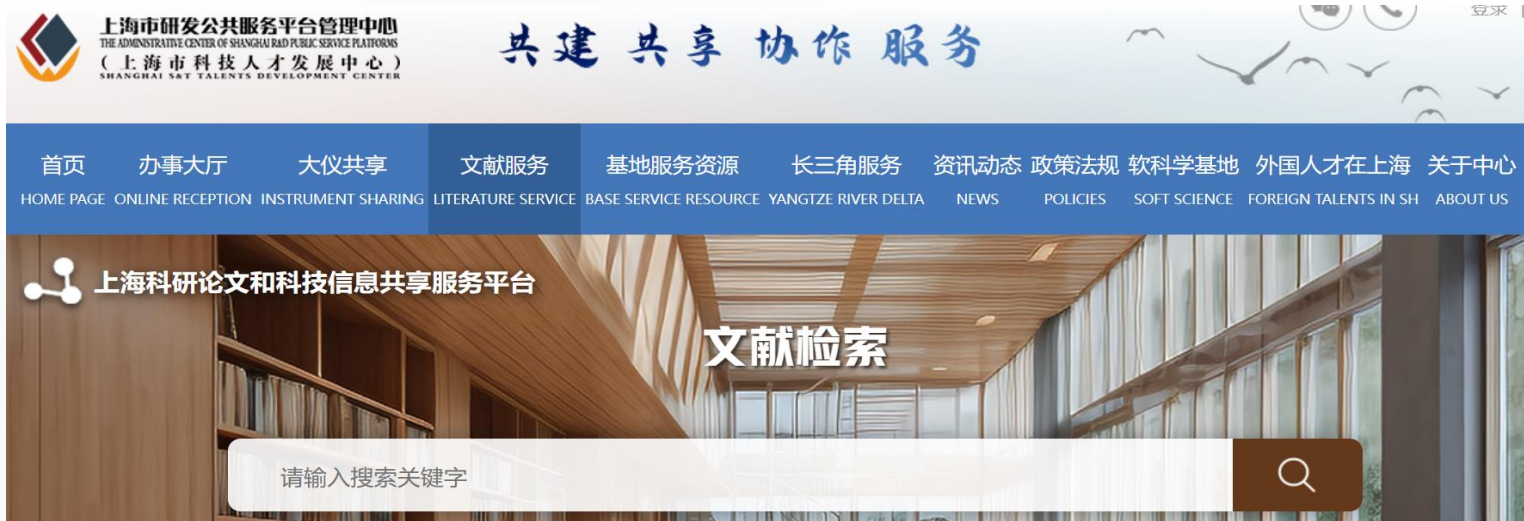 上海市研发公共服务平台管理中心
THE ADMINISTRATIVE CENTER OF SHANGHAI R&D PUBLIC SERVICE PLATFORMS
(上海市科技人才发展中心)
SHANGHAI S&T TALENTS DEVELOPMENT CENTER
共建 共享 协作 服务
登录
首页 办事大厅 大仪共享 文献服务 基地服务资源 长三角服务 资讯动态 政策法规 软科学基地 外国人才在上海 关于中心
HOME PAGE ONLINE RECEPTION INSTRUMENT SHARING LITERATURE SERVICE BASE SERVICE RESOURCE YANGTZE RIVER DELTA NEWS POLICIES SOFT SCIENCE FOREIGN TALENTS IN SH ABOUT US
上海科研论文和科技信息共享服务平台
文献检索
请输入搜索关键字